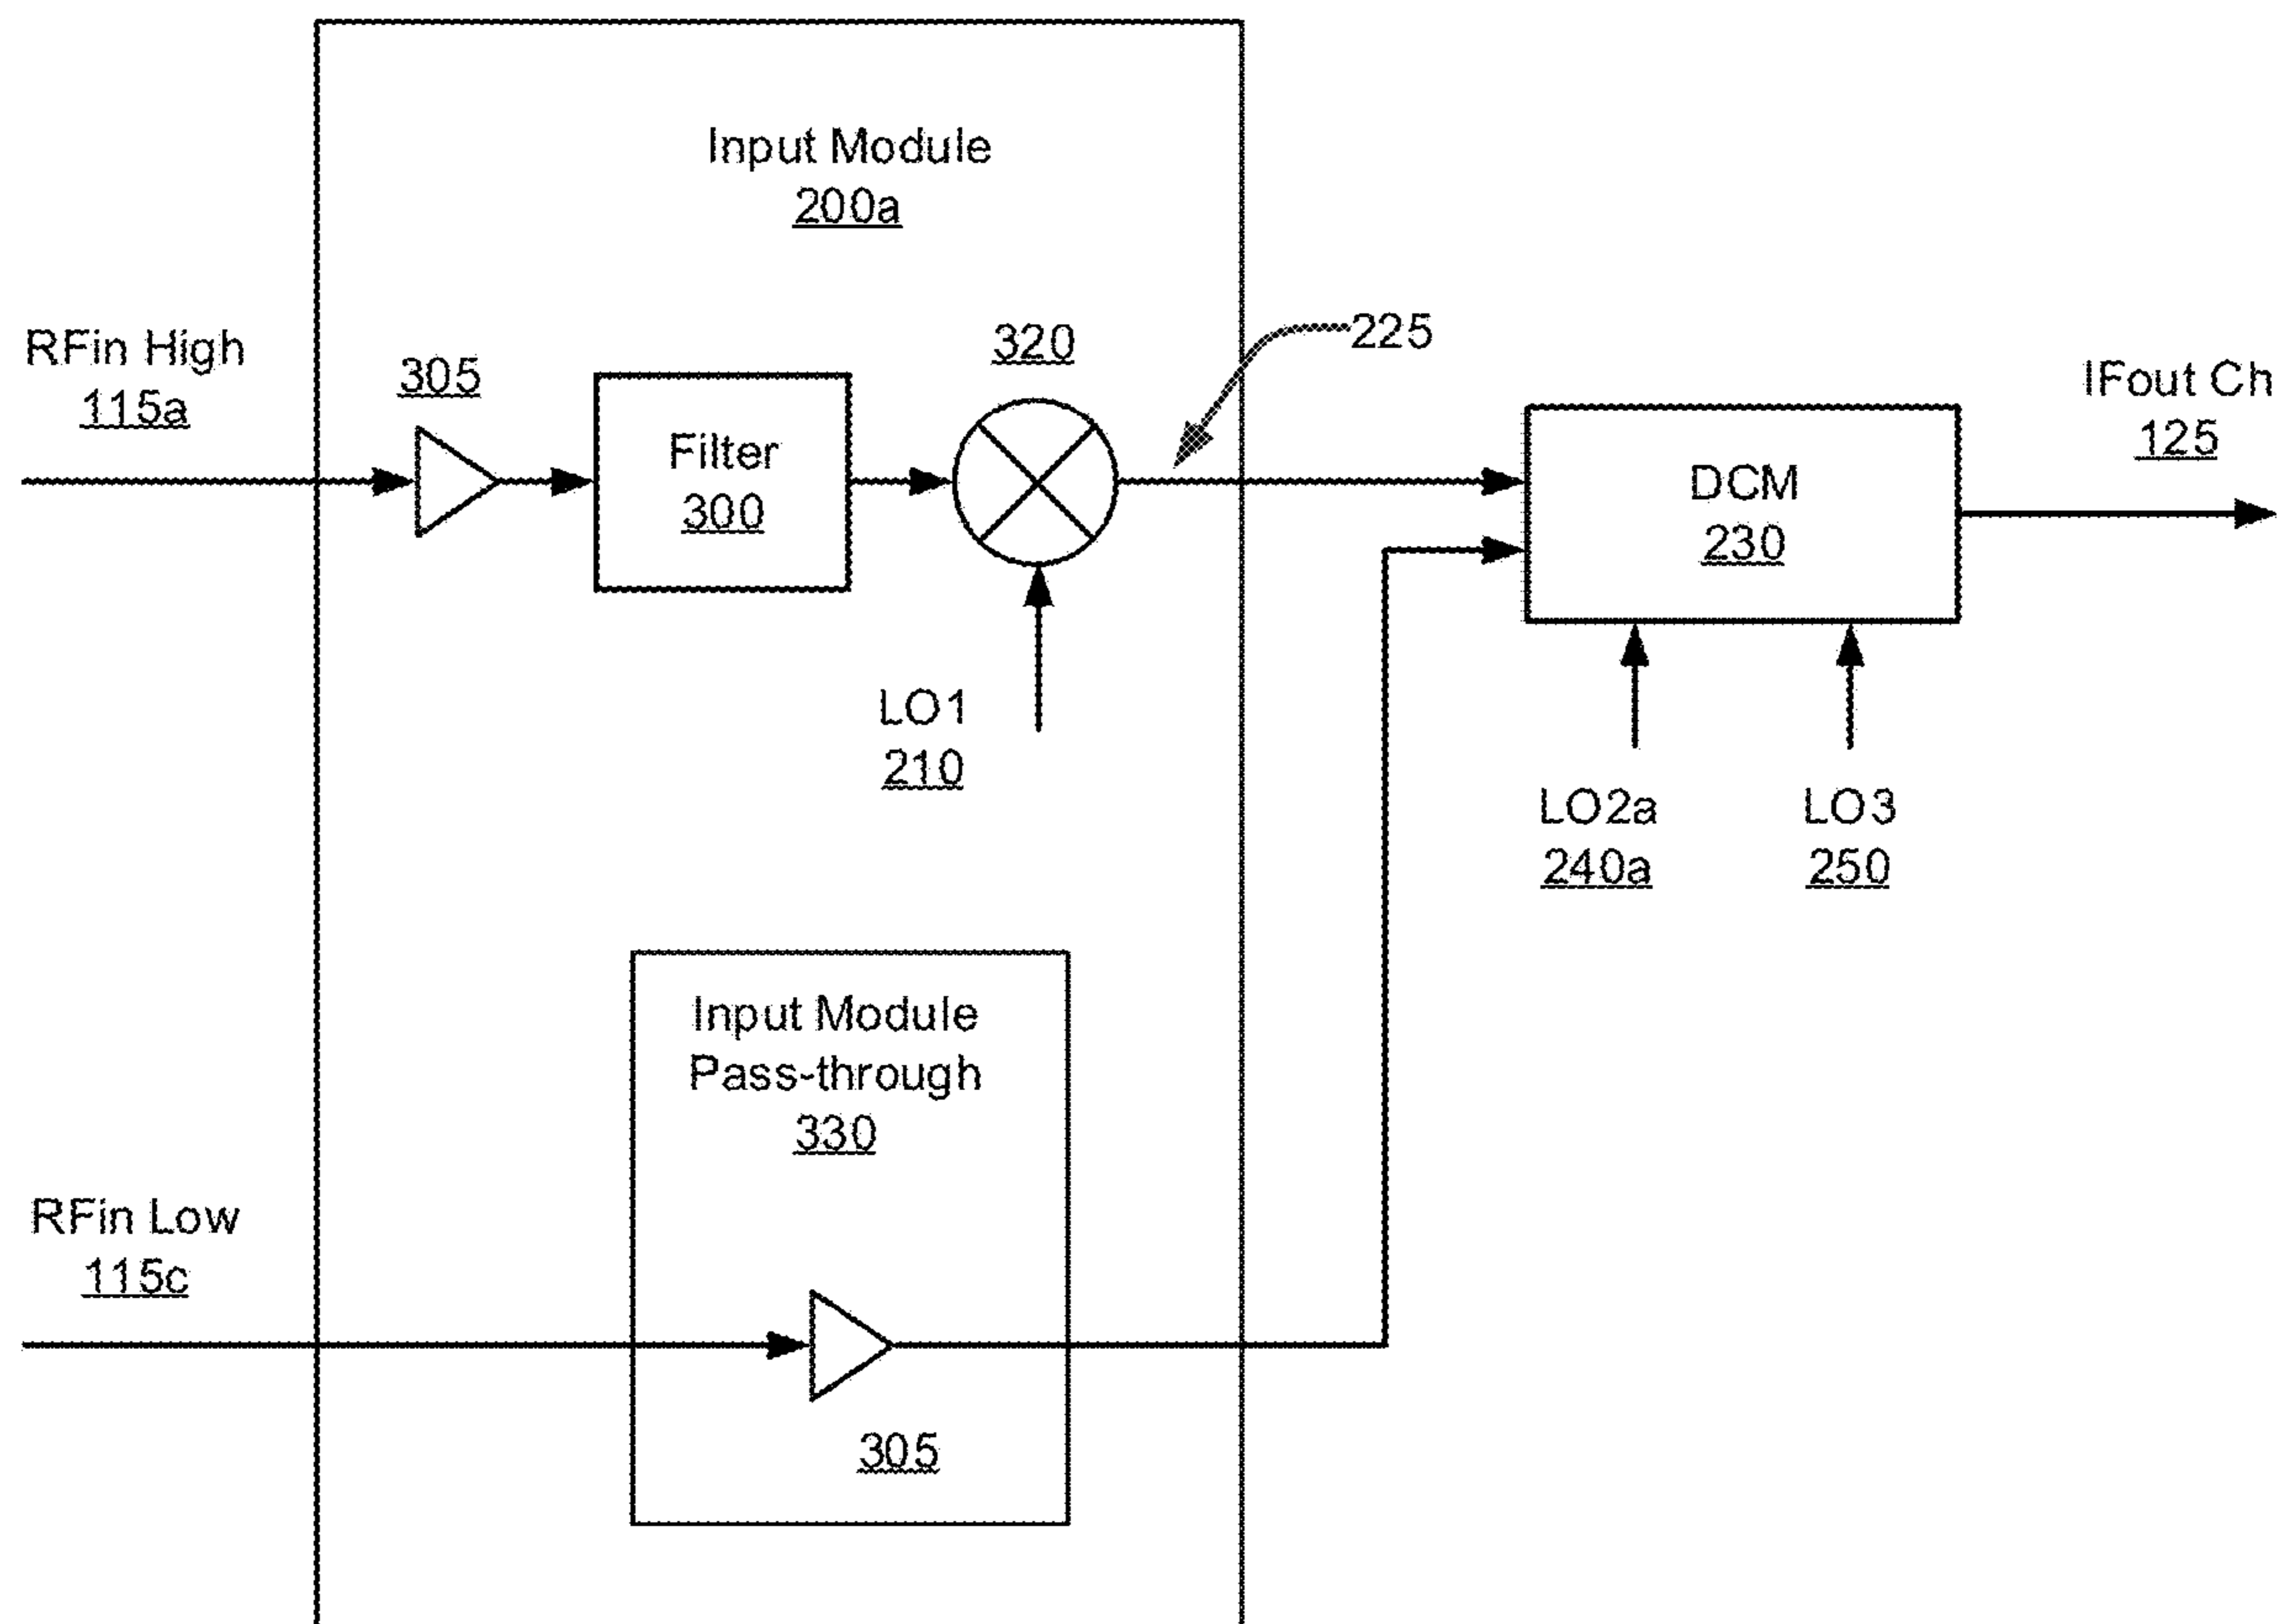 Input Module
200a
RFin High
115a
305
Filter
300
320
225
LO1
210
DCM
230
IFout Ch
125
LO2a
240a
LO3
250
Input Module
Pass-through
330
RFin Low
115c
305